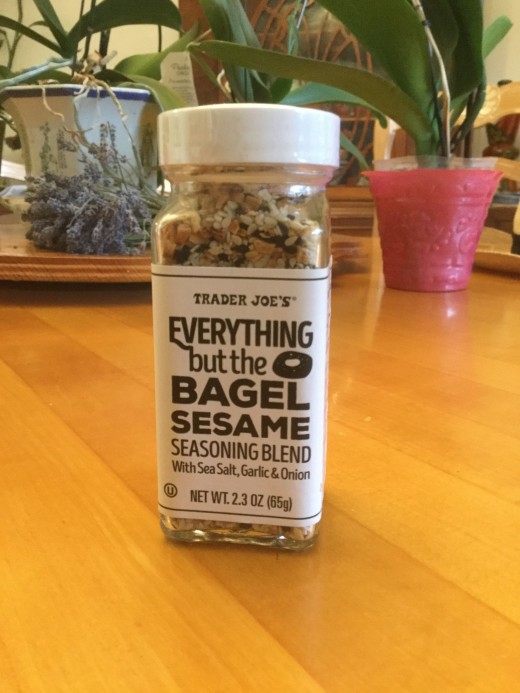 TRADER JOE'S®
EVERYTHING
but the
BAGEL
SESAME
SEASONING BLEND
With Sea Salt, Garlic & Onion
U NET WT. 2.3 OZ (65g)